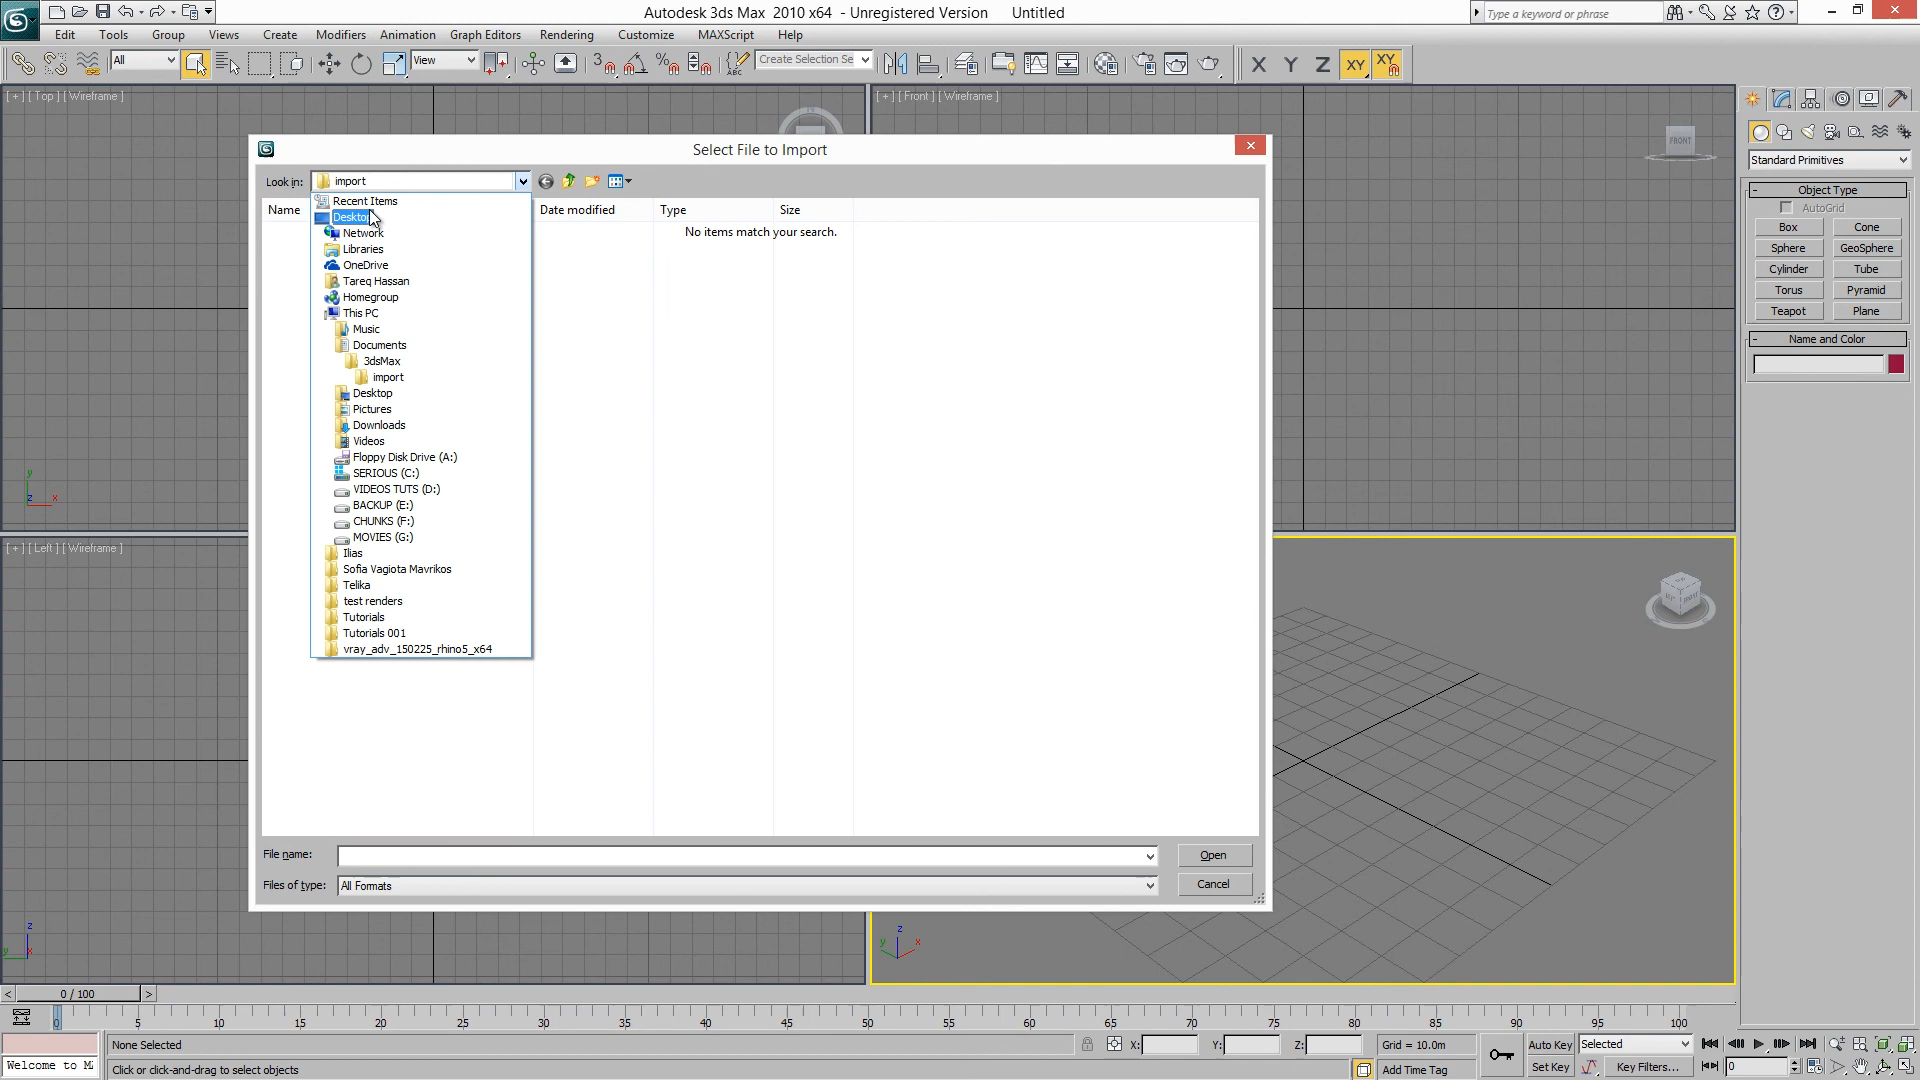 Autodesk 3ds Max 2010 x64 - Unregistered Version Untitled
Type a keyword or phrase
Edit Tools Group Views Create Modifiers Animation Graph Editors Rendering Customize MAXScript Help
All View 3 Create Selection Se X Y Z XY XY
[ + ] [ Top ] [ Wireframe ]
[ + ] [ Front ] [ Wireframe ]
FRONT
Standard Primitives
- Object Type
AutoGrid
Box Cone
Sphere GeoSphere
Cylinder Tube
Torus Pyramid
Teapot Plane
- Name and Color
Select File to Import
Look in: import
Name Date modified Type Size
No items match your search.
Recent Items
Desktop
Network
Libraries
OneDrive
Tareq Hassan
Homegroup
This PC
Music
Documents
3dsMax
import
Desktop
Pictures
Downloads
Videos
Floppy Disk Drive (A:)
SERIOUS (C:)
VIDEOS TUTS (D:)
BACKUP (E:)
CHUNKS (F:)
MOVIES (G:)
Ilias
Sofia Vagiota Mavrikos
Telika
test renders
Tutorials
Tutorials 001
vray_adv_150225_rhino5_x64
File name: Open
Files of type: All Formats Cancel
y
z x
[ + ] [ Left ] [ Wireframe ]
z
y x
z
y x
< 0 / 100 >
0 5 10 15 20 25 30 35 40 45 50 55 60 65 70 75 80 85 90 95 100
None Selected X: Y: Z: Grid = 10.0m Auto Key Selected
Welcome to M Click or click-and-drag to select objects Add Time Tag Set Key Key Filters... 0